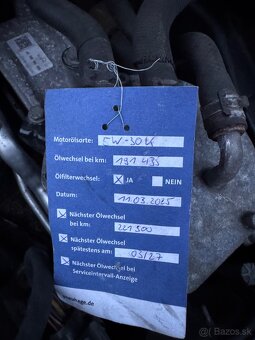 Motorölsorte: 5W-30
Ölwechsel bei km: 191 435
Ölfilterwechsel: ☒ JA ☐ NEIN
Datum: 11.03.2025
Nächster Ölwechsel
bei km: 221 300
Nächster Ölwechsel
spätestens am: 03/27
Nächster Ölwechsel bei
Serviceintervall-Anzeige
Bazos.sk